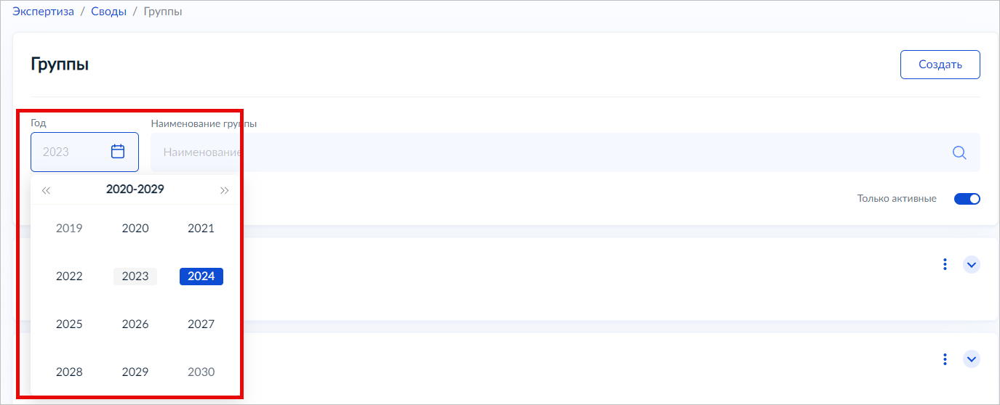 Экспертиза / Своды / Группы
Группы
Создать
Год
Наименование группы
2023
Наименование
2020-2029
Только активные
2019 2020 2021
2022 2023 2024
2025 2026 2027
2028 2029 2030